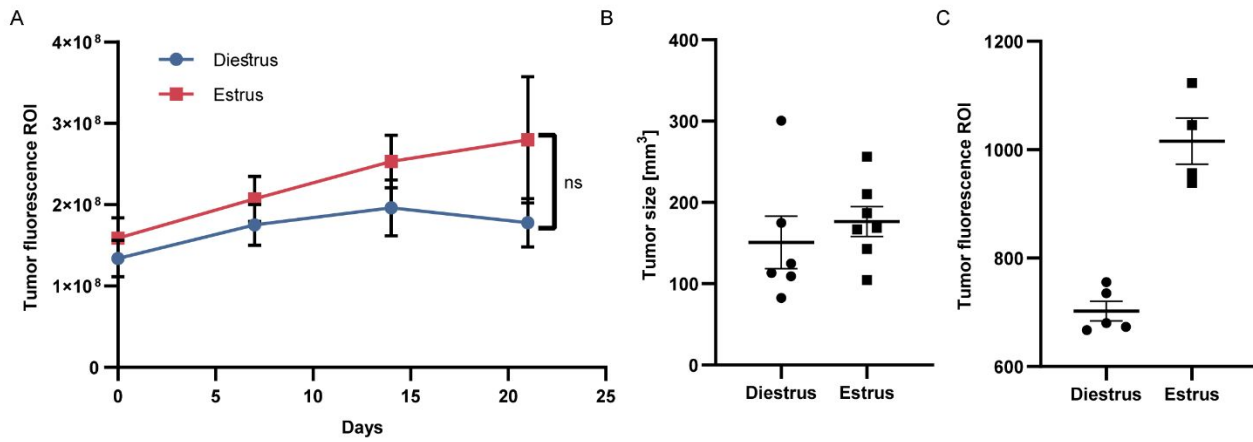 A
Tumor fluorescence ROI
4×10⁸
3×10⁸
2×10⁸
1×10⁸
0
Diestrus
Estrus
ns
0 5 10 15 20 25
Days
B
Tumor size [mm³]
400
300
200
100
0
Diestrus Estrus
C
Tumor fluorescence ROI
1200
1000
800
600
Diestrus Estrus